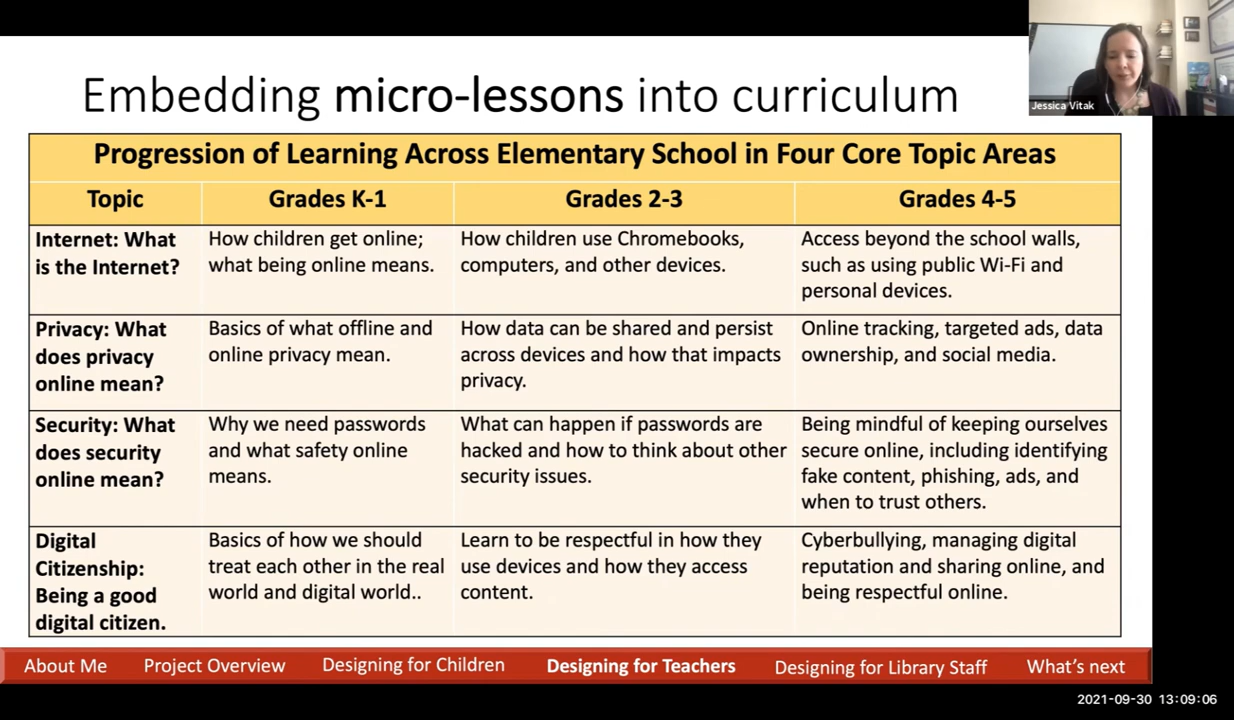 Embedding micro-lessons into curriculum
Jessica Vitak
Progression of Learning Across Elementary School in Four Core Topic Areas
Topic
Grades K-1
Grades 2-3
Grades 4-5
Internet: What
is the Internet?
How children get online;
what being online means.
How children use Chromebooks,
computers, and other devices.
Access beyond the school walls,
such as using public Wi-Fi and
personal devices.
Privacy: What
does privacy
online mean?
Basics of what offline and
online privacy mean.
How data can be shared and persist
across devices and how that impacts
privacy.
Online tracking, targeted ads, data
ownership, and social media.
Security: What
does security
online mean?
Why we need passwords
and what safety online
means.
What can happen if passwords are
hacked and how to think about other
security issues.
Being mindful of keeping ourselves
secure online, including identifying
fake content, phishing, ads, and
when to trust others.
Digital
Citizenship:
Being a good
digital citizen.
Basics of how we should
treat each other in the real
world and digital world..
Learn to be respectful in how they
use devices and how they access
content.
Cyberbullying, managing digital
reputation and sharing online, and
being respectful online.
About Me
Project Overview
Designing for Children
Designing for Teachers
Designing for Library Staff
What's next
2021-09-30 13:09:06